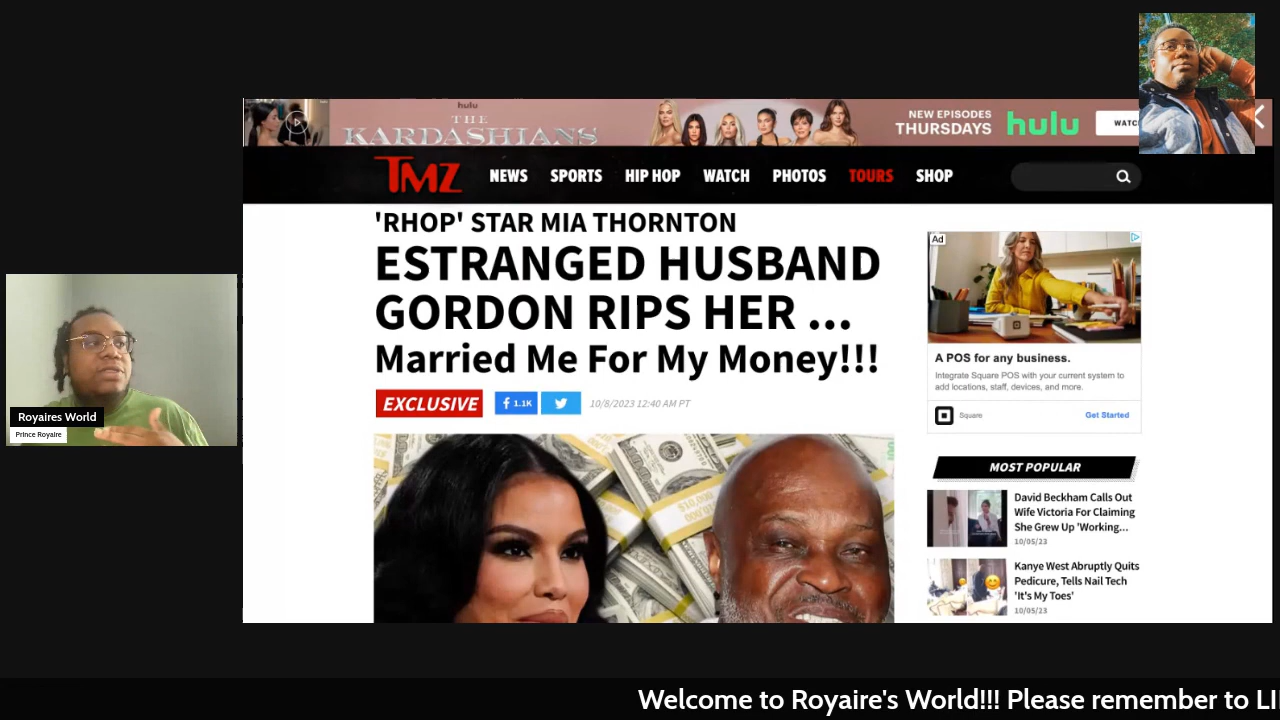 hulu
THE
KARDASHIANS
NEW EPISODES
THURSDAYS
hulu
TMZ
NEWS
SPORTS
HIP HOP
WATCH
PHOTOS
TOURS
SHOP
'RHOP' STAR MIA THORNTON
ESTRANGED HUSBAND
GORDON RIPS HER ...
Married Me For My Money!!!
EXCLUSIVE
1.1K
10/8/2023 12:40 AM PT
Ad
A POS for any business.
Integrate Square POS with your current system to
add locations, staff, devices, and more.
Square
Get Started
MOST POPULAR
David Beckham Calls Out
Wife Victoria For Claiming
She Grew Up 'Working...
10/05/23
Kanye West Abruptly Quits
Pedicure, Tells Nail Tech
'It's My Toes'
10/05/23
Royaires World
Prince Royaire
Welcome to Royaire's World!!! Please remember to LI